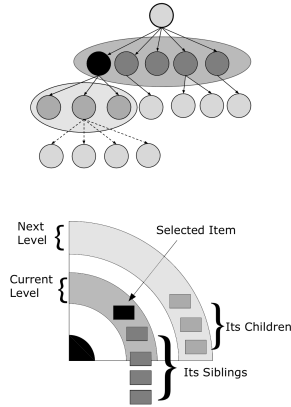 Next
Level
Selected Item
Current
Level
Its Children
Its Siblings